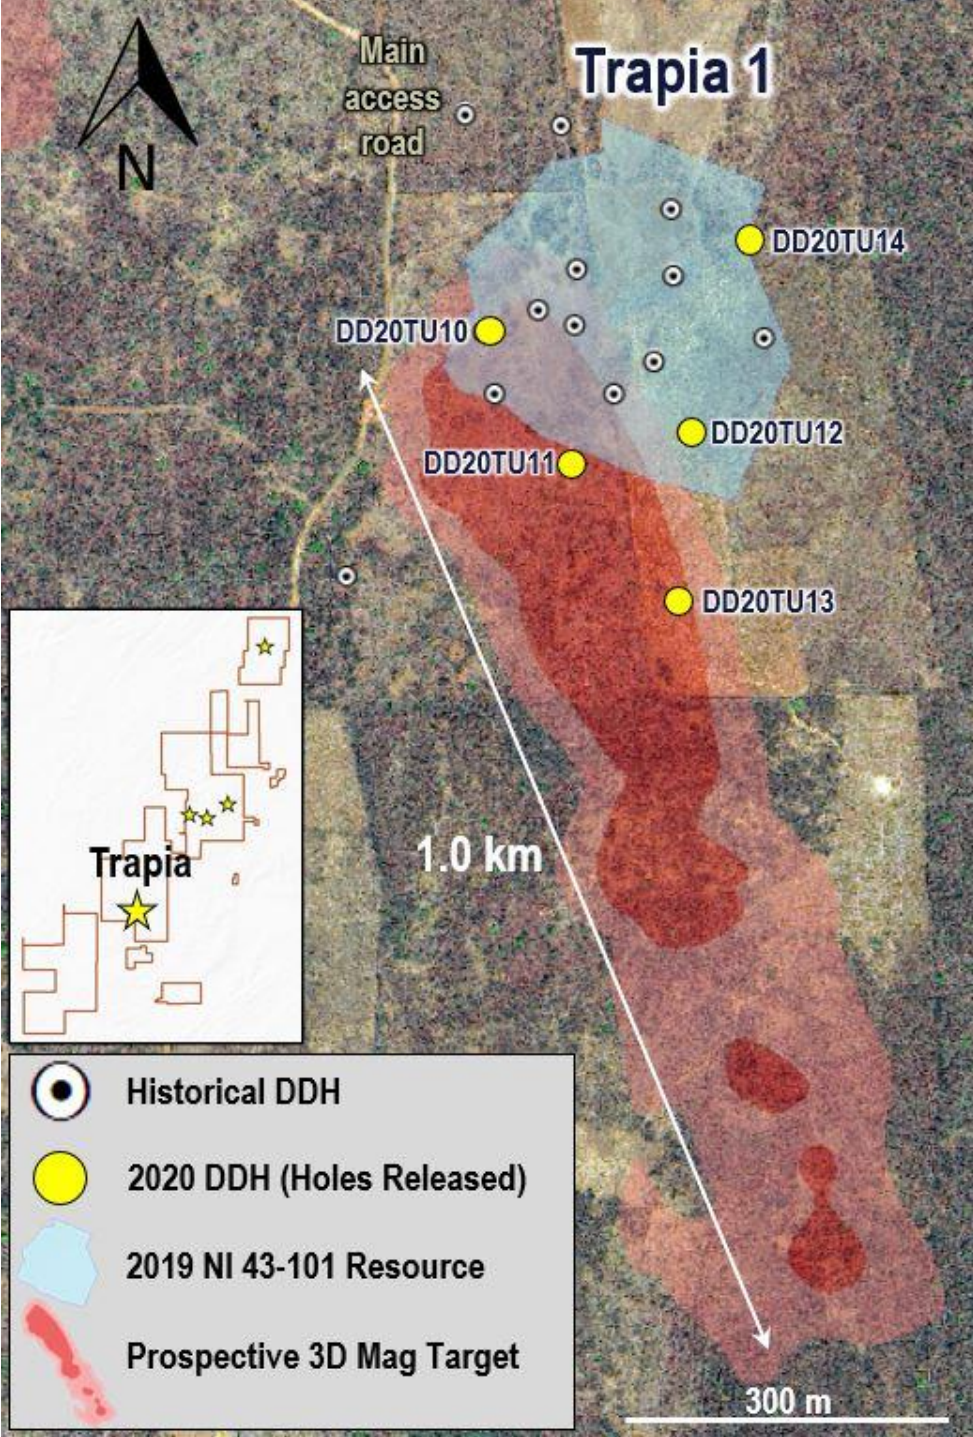 Trapia 1
Main
access
road
N
DD20TU14
DD20TU10
DD20TU12
DD20TU11
DD20TU13
1.0 km
Trapia
Historical DDH
2020 DDH (Holes Released)
2019 NI 43-101 Resource
Prospective 3D Mag Target
300 m